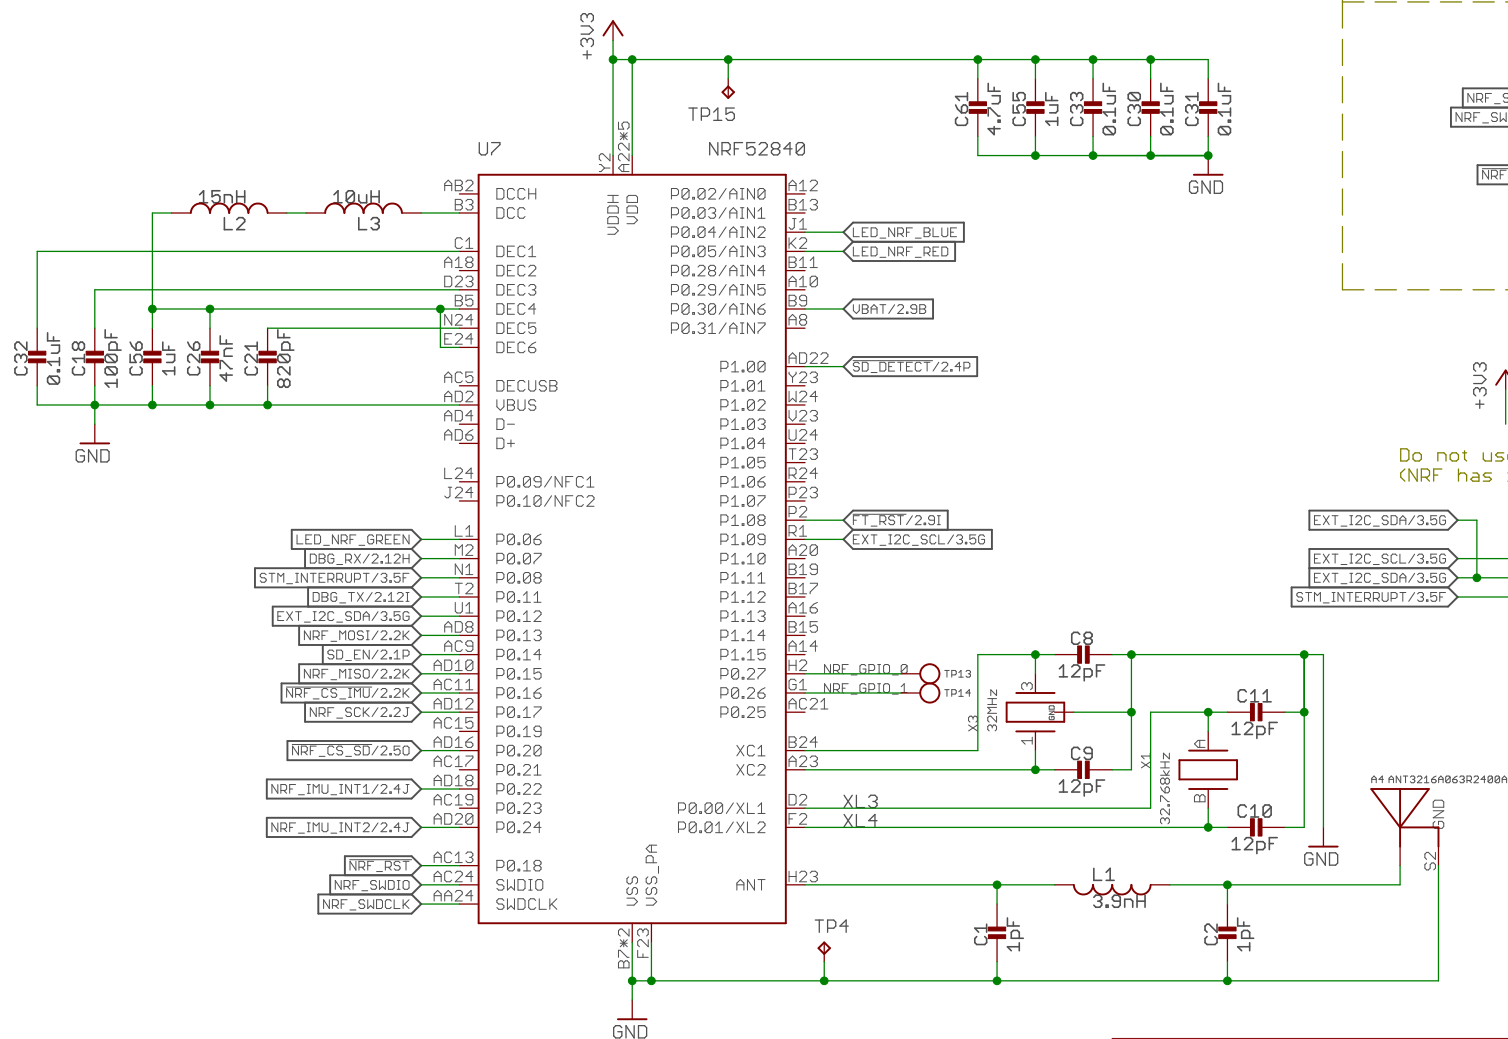 +3V3
TP15
C61
4.7uF
C55
1uF
C33
0.1uF
C30
0.1uF
C31
0.1uF
GND
U7
NRF52840
Y2
A22*5
VDDH
VDD
15nH
L2
10uH
L3
AB2 DCCH
B3 DCC
C1 DEC1
A18 DEC2
D23 DEC3
B5 DEC4
N24 DEC5
E24 DEC6
AC5 DECUSB
AD2 VBUS
AD4 D-
AD6 D+
L24 P0.09/NFC1
J24 P0.10/NFC2
C32
0.1uF
C18
100pF
C56
1uF
C26
47nF
C21
820pF
GND
LED_NRF_GREEN L1 P0.06
DBG_RX/2.12H M2 P0.07
STM_INTERRUPT/3.5F N1 P0.08
DBG_TX/2.12I T2 P0.11
EXT_I2C_SDA/3.5G U1 P0.12
NRF_MOSI/2.2K AD8 P0.13
SD_EN/2.1P AC9 P0.14
NRF_MISO/2.2K AD10 P0.15
NRF_CS_IMU/2.2K AC11 P0.16
NRF_SCK/2.2J AD12 P0.17
AC15 P0.19
NRF_CS_SD/2.5O AD16 P0.20
AC17 P0.21
NRF_IMU_INT1/2.4J AD18 P0.22
AC19 P0.23
NRF_IMU_INT2/2.4J AD20 P0.24
NRF_RST AC13 P0.18
NRF_SWDIO AC24 SWDIO
NRF_SWDCLK AA24 SWDCLK
P0.02/AIN0 A12
P0.03/AIN1 B13
P0.04/AIN2 J1 LED_NRF_BLUE
P0.05/AIN3 K2 LED_NRF_RED
P0.28/AIN4 B11
P0.29/AIN5 A10
P0.30/AIN6 B9 VBAT/2.9B
P0.31/AIN7 A8
P1.00 AD22 SD_DETECT/2.4P
P1.01 Y23
P1.02 W24
P1.03 V23
P1.04 U24
P1.05 T23
P1.06 R24
P1.07 P23
P1.08 P2 FT_RST/2.9I
P1.09 R1 EXT_I2C_SCL/3.5G
P1.10 A20
P1.11 B19
P1.12 B17
P1.13 A16
P1.14 B15
P1.15 A14
P0.27 H2 NRF_GPIO_0 TP13
P0.26 G1 NRF_GPIO_1 TP14
P0.25 AC21
XC1 B24
XC2 A23
P0.00/XL1 D2 XL3
P0.01/XL2 F2 XL4
ANT H23
VSS
VSS_PA
B7*2
F23
GND
TP4
C8
12pF
X3
32MHz
3
GND
1
C9
12pF
C11
12pF
X1
32.768kHz
A
B
C10
12pF
GND
L1
3.9nH
C1
1pF
C2
1pF
A4 ANT3216A063R2400A
GND
S2
NRF_S
NRF_SW
NRF
+3V3
Do not us
(NRF has
EXT_I2C_SDA/3.5G
EXT_I2C_SCL/3.5G
EXT_I2C_SDA/3.5G
STM_INTERRUPT/3.5F